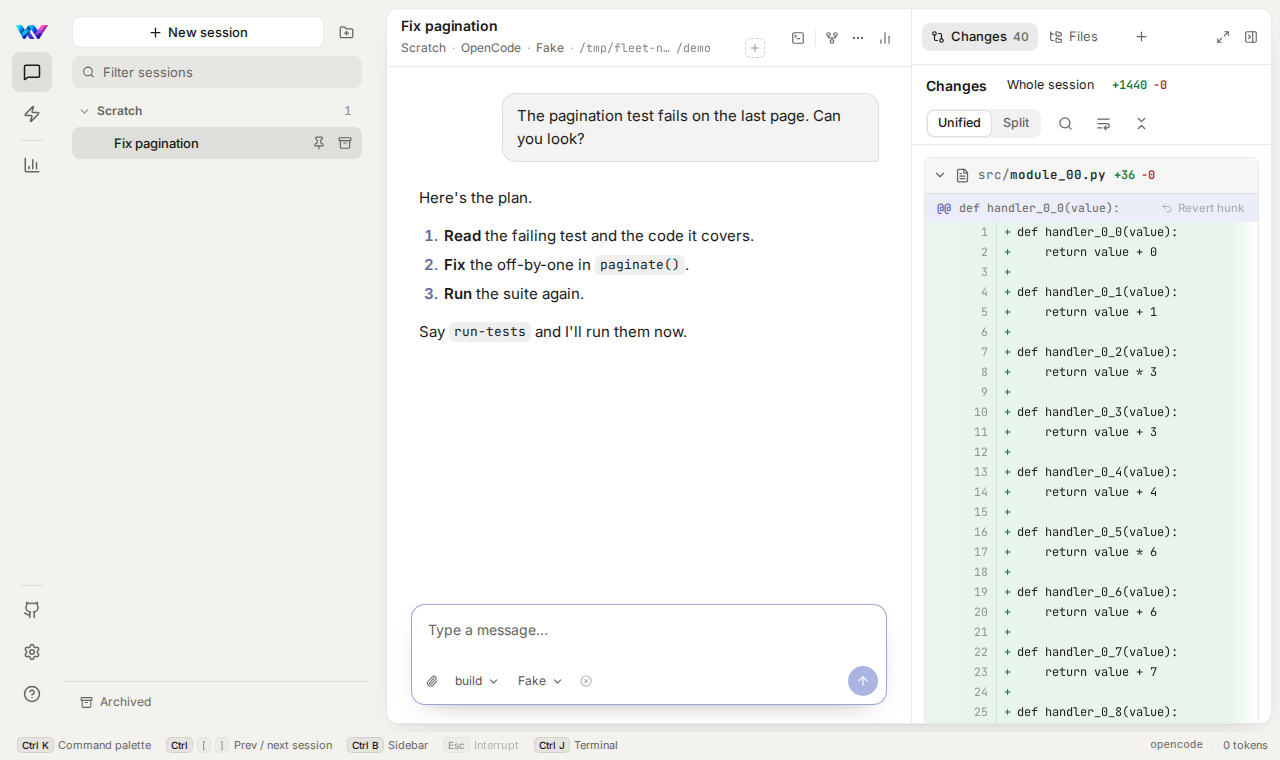 New session
Filter sessions
Scratch 1
Fix pagination
Archived
Fix pagination
Scratch · OpenCode · Fake · /tmp/fleet-n… /demo
The pagination test fails on the last page. Can
you look?
Here's the plan.
1. Read the failing test and the code it covers.
2. Fix the off-by-one in paginate().
3. Run the suite again.
Say run-tests and I'll run them now.
Type a message...
build Fake
Changes 40 Files
Changes Whole session +1440 -0
Unified Split
src/module_00.py +36 -0
@@ def handler_0_0(value): Revert hunk
1 + def handler_0_0(value):
2 + return value + 0
3 +
4 + def handler_0_1(value):
5 + return value + 1
6 +
7 + def handler_0_2(value):
8 + return value * 3
9 +
10 + def handler_0_3(value):
11 + return value + 3
12 +
13 + def handler_0_4(value):
14 + return value + 4
15 +
16 + def handler_0_5(value):
17 + return value * 6
18 +
19 + def handler_0_6(value):
20 + return value + 6
21 +
22 + def handler_0_7(value):
23 + return value + 7
24 +
25 + def handler_0_8(value):
Ctrl K Command palette Ctrl [ ] Prev / next session Ctrl B Sidebar Esc Interrupt Ctrl J Terminal opencode 0 tokens